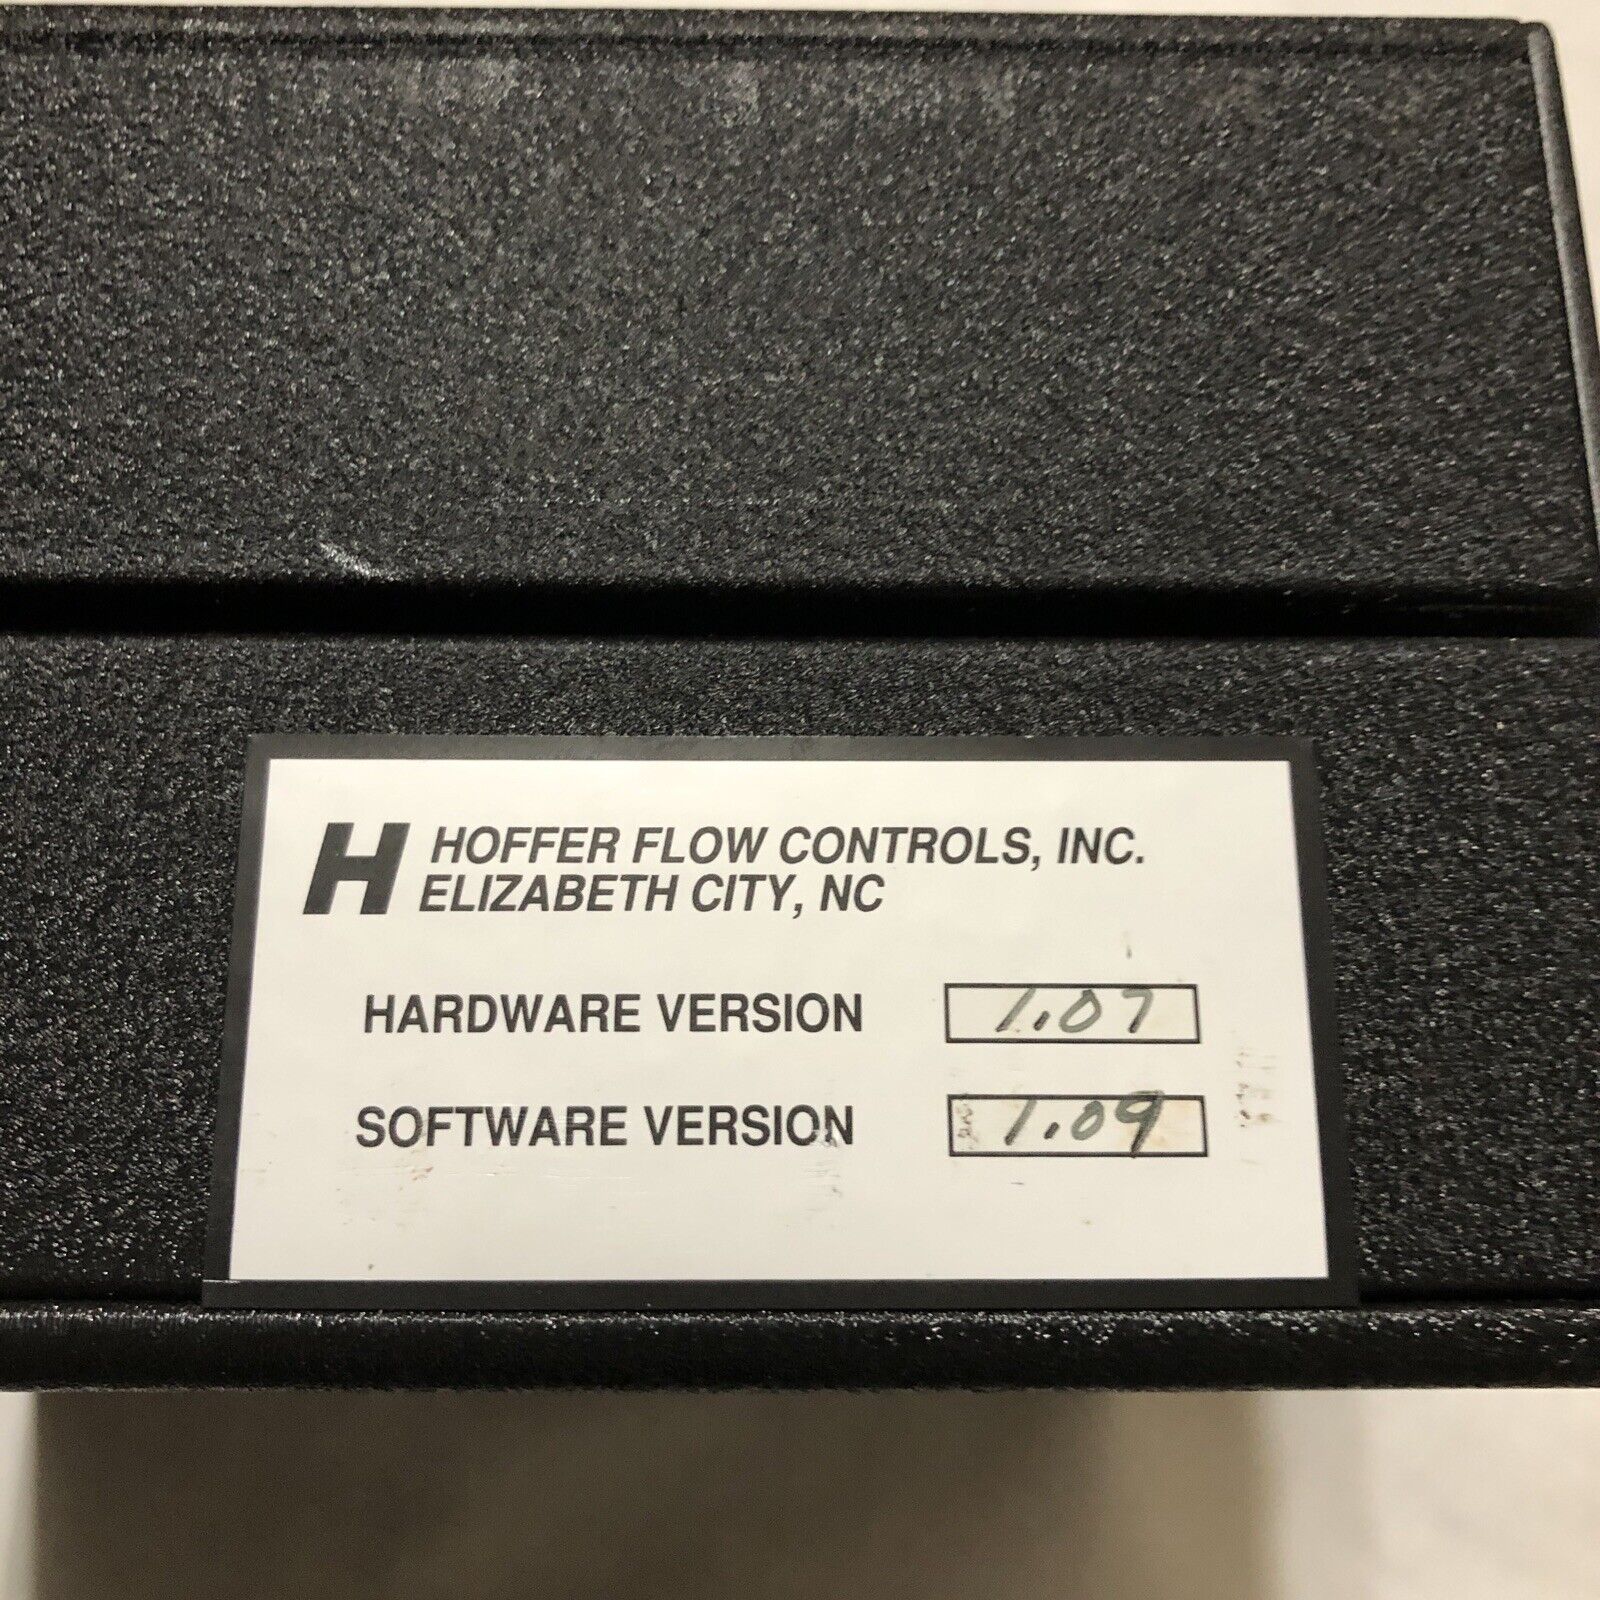 H HOFFER FLOW CONTROLS, INC.
ELIZABETH CITY, NC
HARDWARE VERSION 1.07
SOFTWARE VERSION 1.09